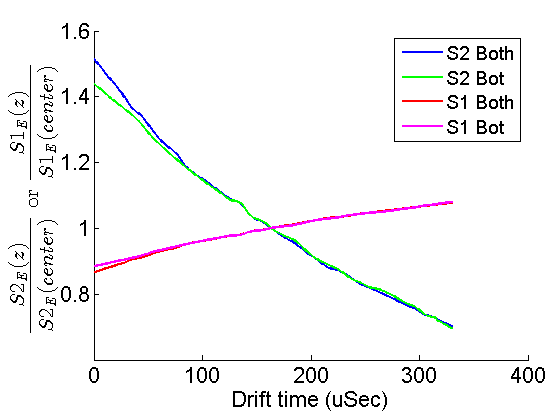 1.6
1.4
1.2
1
0.8
0
100
200
300
400
Drift time (uSec)
S2_E(z)
S2_E(center)
or
S1_E(z)
S1_E(center)
S2 Both
S2 Bot
S1 Both
S1 Bot